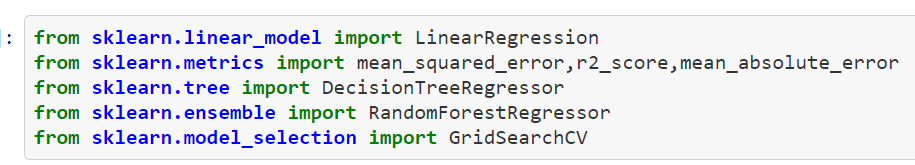 ]:
from sklearn.linear_model import LinearRegression
from sklearn.metrics import mean_squared_error,r2_score,mean_absolute_error
from sklearn.tree import DecisionTreeRegressor
from sklearn.ensemble import RandomForestRegressor
from sklearn.model_selection import GridSearchCV